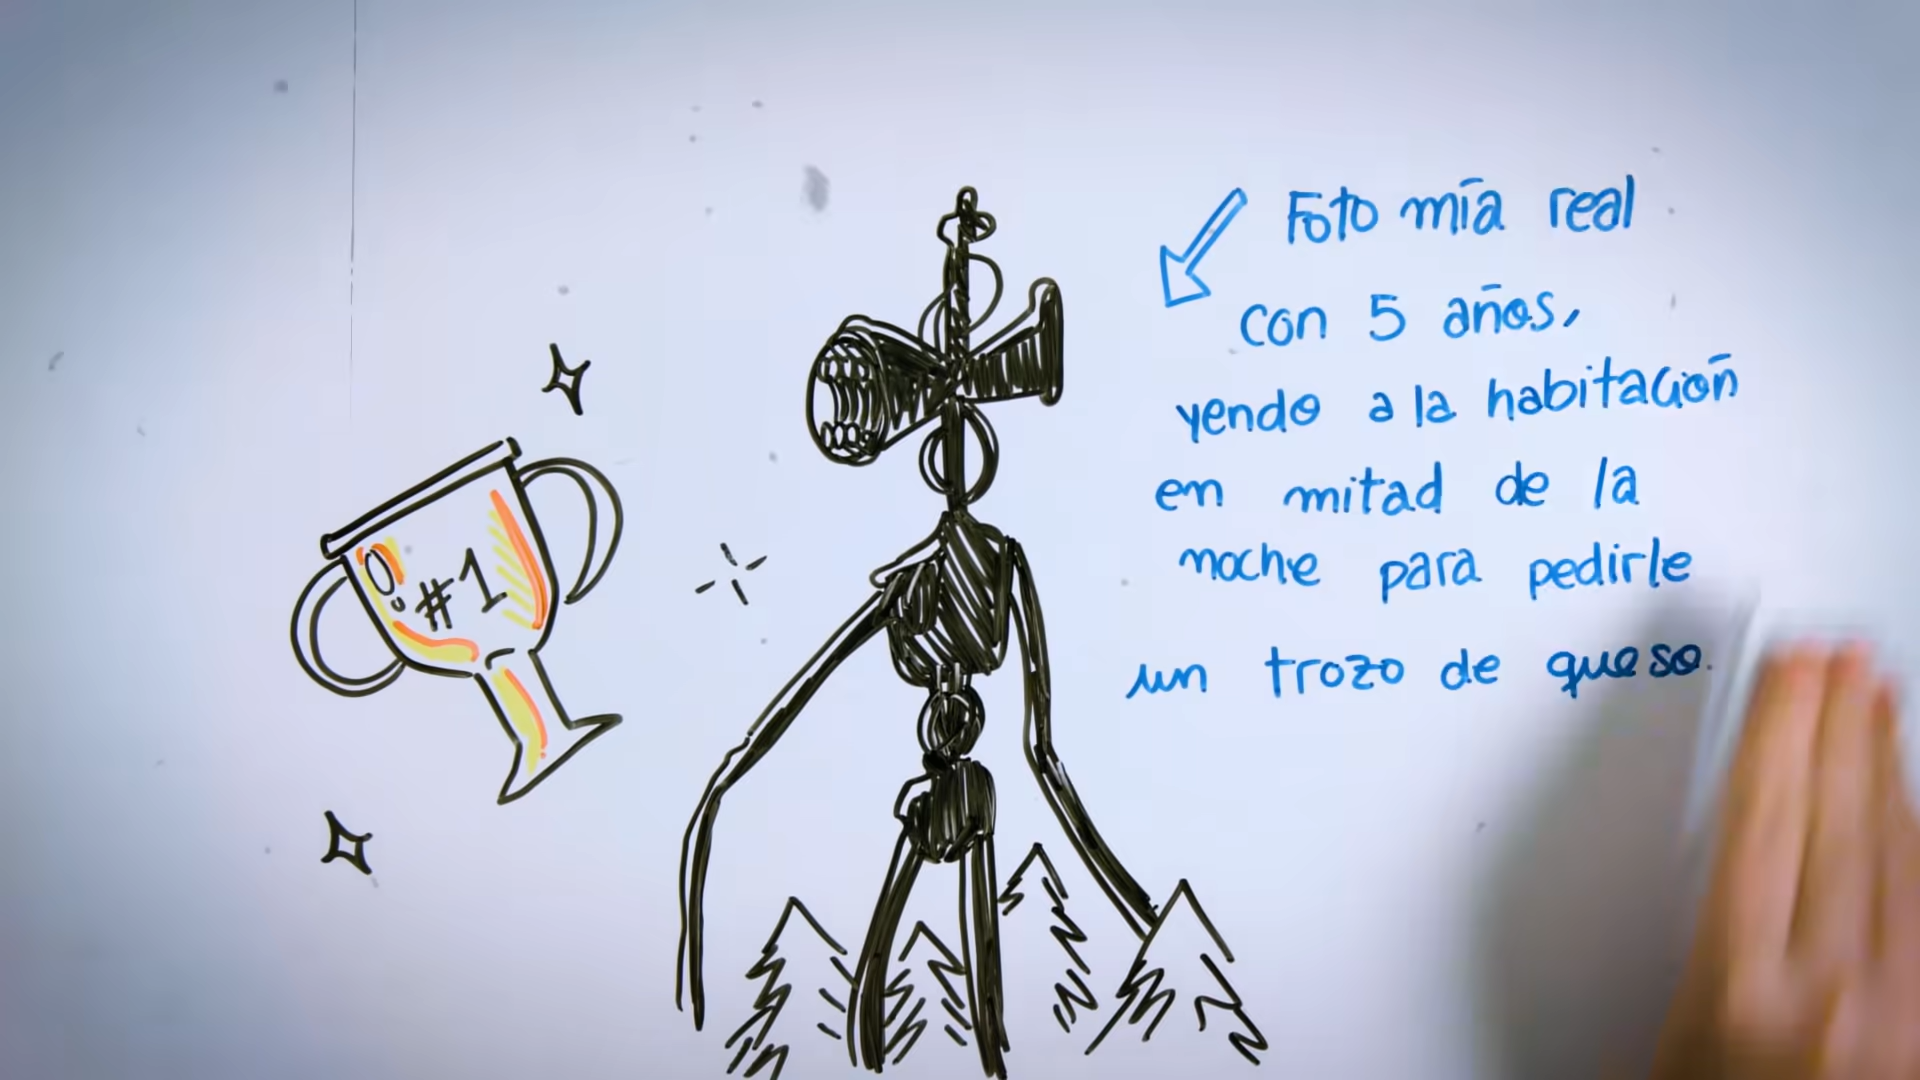 #1
Foto mía real
con 5 años,
yendo a la habitación
en mitad de la
noche para pedirle
un trozo de queso.